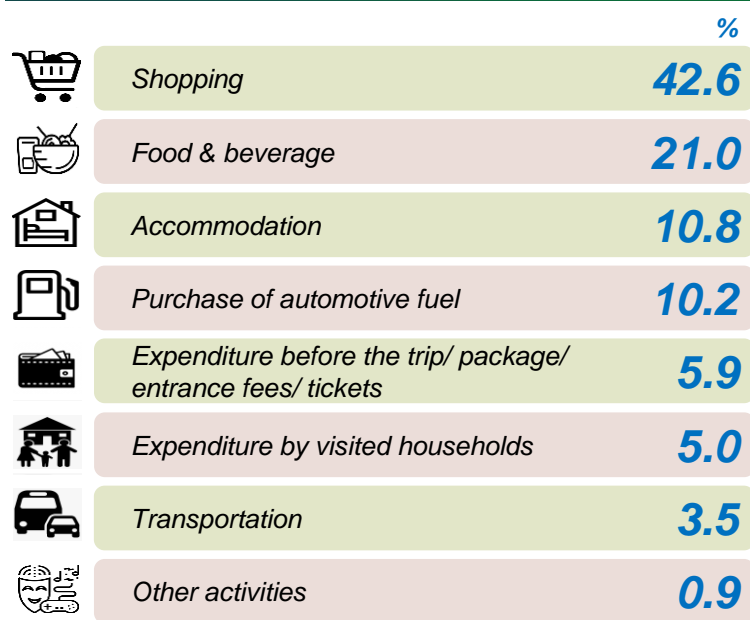 %
Shopping 42.6
Food & beverage 21.0
Accommodation 10.8
Purchase of automotive fuel 10.2
Expenditure before the trip/ package/
entrance fees/ tickets 5.9
Expenditure by visited households 5.0
Transportation 3.5
Other activities 0.9